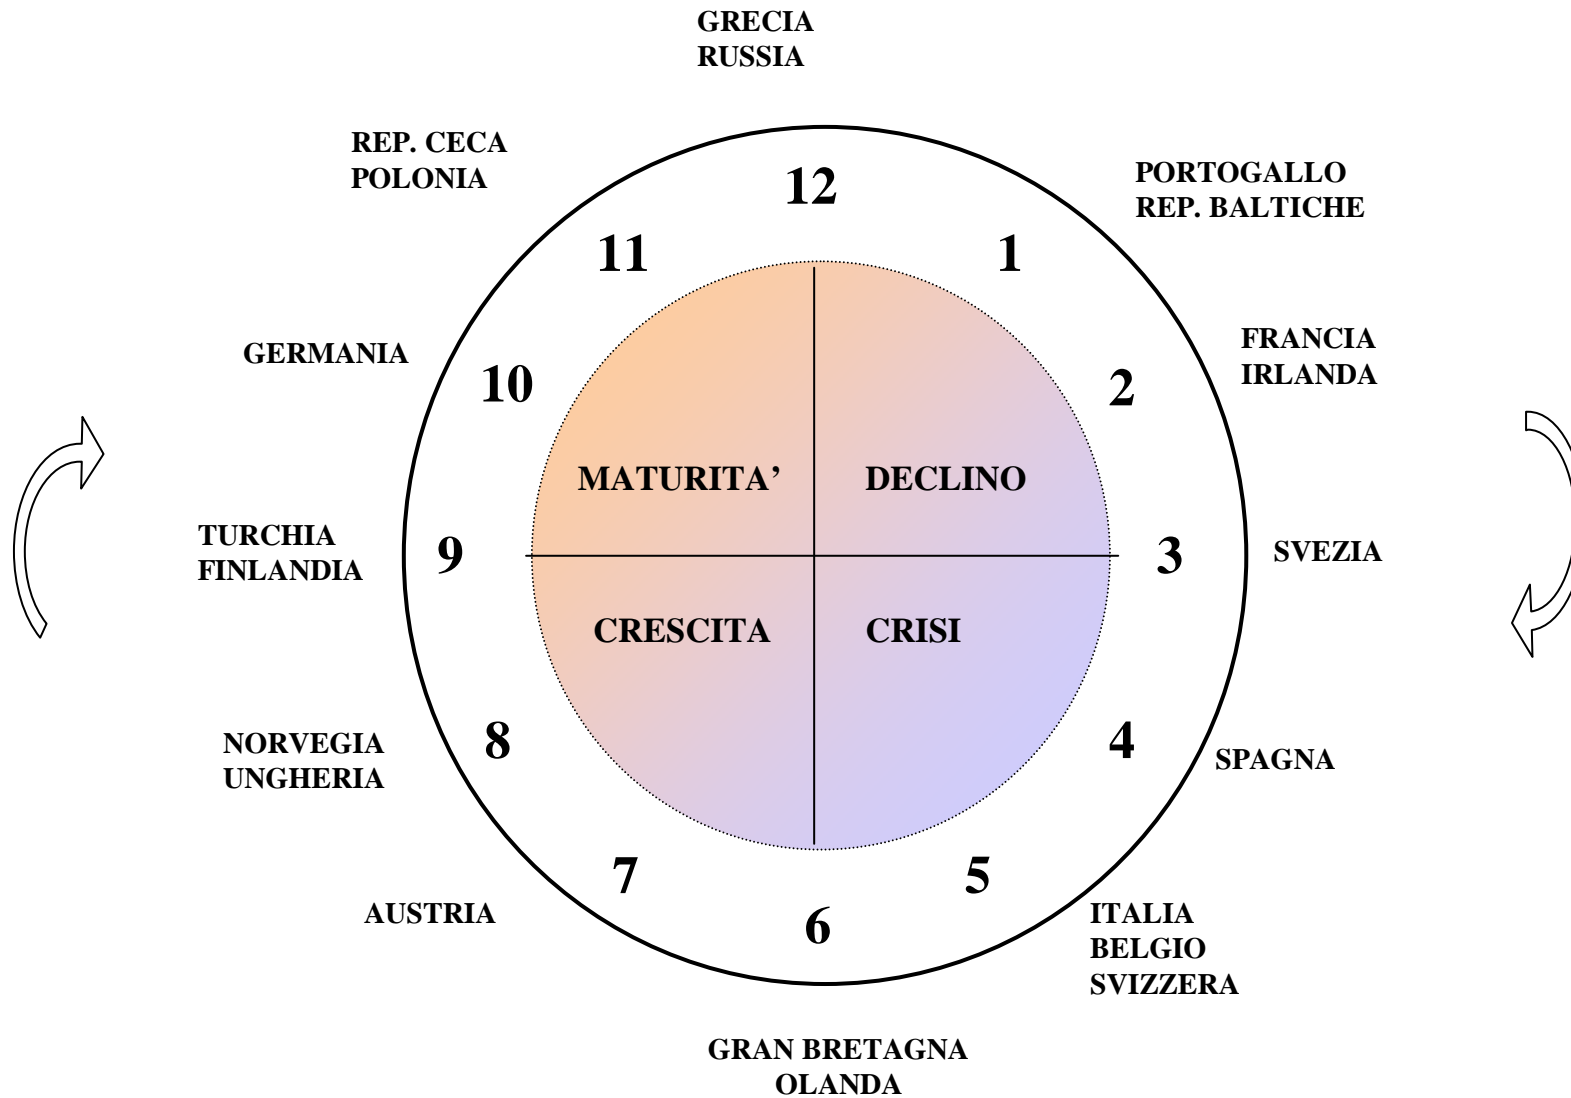 GRECIA
RUSSIA
REP. CECA
POLONIA
PORTOGALLO
REP. BALTICHE
12
11
1
GERMANIA
10
2
FRANCIA
IRLANDA
MATURITA’
DECLINO
TURCHIA
FINLANDIA
9
3
SVEZIA
CRESCITA
CRISI
NORVEGIA
UNGHERIA
8
4
SPAGNA
7
5
AUSTRIA
6
ITALIA
BELGIO
SVIZZERA
GRAN BRETAGNA
OLANDA